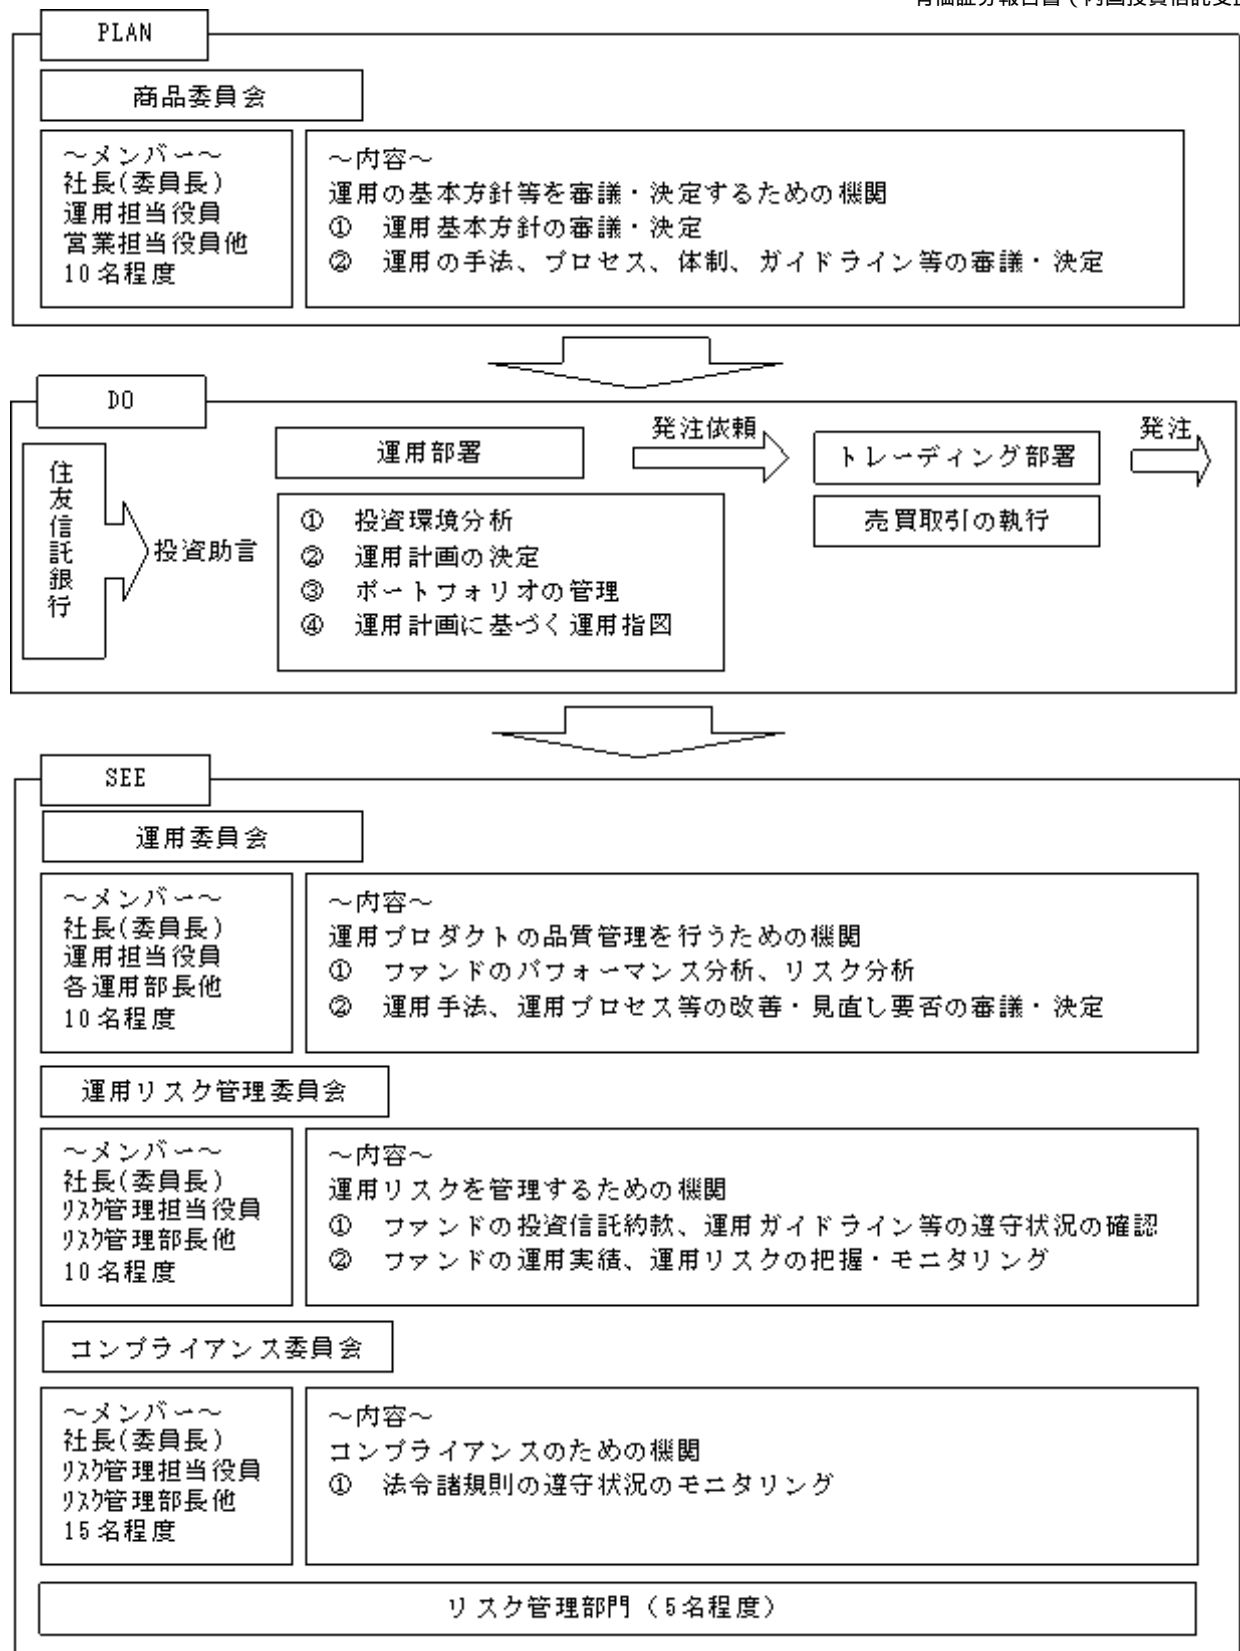 PLAN
商品委員会
～メンバー～
社長(委員長)
運用担当役員
営業担当役員他
10名程度
～内容～
運用の基本方針等を審議・決定するための機関
① 運用基本方針の審議・決定
② 運用の手法、プロセス、体制、ガイドライン等の審議・決定
DO
住友信託銀行
投資助言
運用部署
① 投資環境分析
② 運用計画の決定
③ ポートフォリオの管理
④ 運用計画に基づく運用指図
発注依頼
トレーディング部署
売買取引の執行
発注
SEE
運用委員会
～メンバー～
社長(委員長)
運用担当役員
各運用部長他
10名程度
～内容～
運用プロダクトの品質管理を行うための機関
① ファンドのパフォーマンス分析、リスク分析
② 運用手法、運用プロセス等の改善・見直し要否の審議・決定
運用リスク管理委員会
～メンバー～
社長(委員長)
ﾘｽｸ管理担当役員
ﾘｽｸ管理部長他
10名程度
～内容～
運用リスクを管理するための機関
① ファンドの投資信託約款、運用ガイドライン等の遵守状況の確認
② ファンドの運用実績、運用リスクの把握・モニタリング
コンプライアンス委員会
～メンバー～
社長(委員長)
ﾘｽｸ管理担当役員
ﾘｽｸ管理部長他
15名程度
～内容～
コンプライアンスのための機関
① 法令諸規則の遵守状況のモニタリング
リスク管理部門（5名程度）